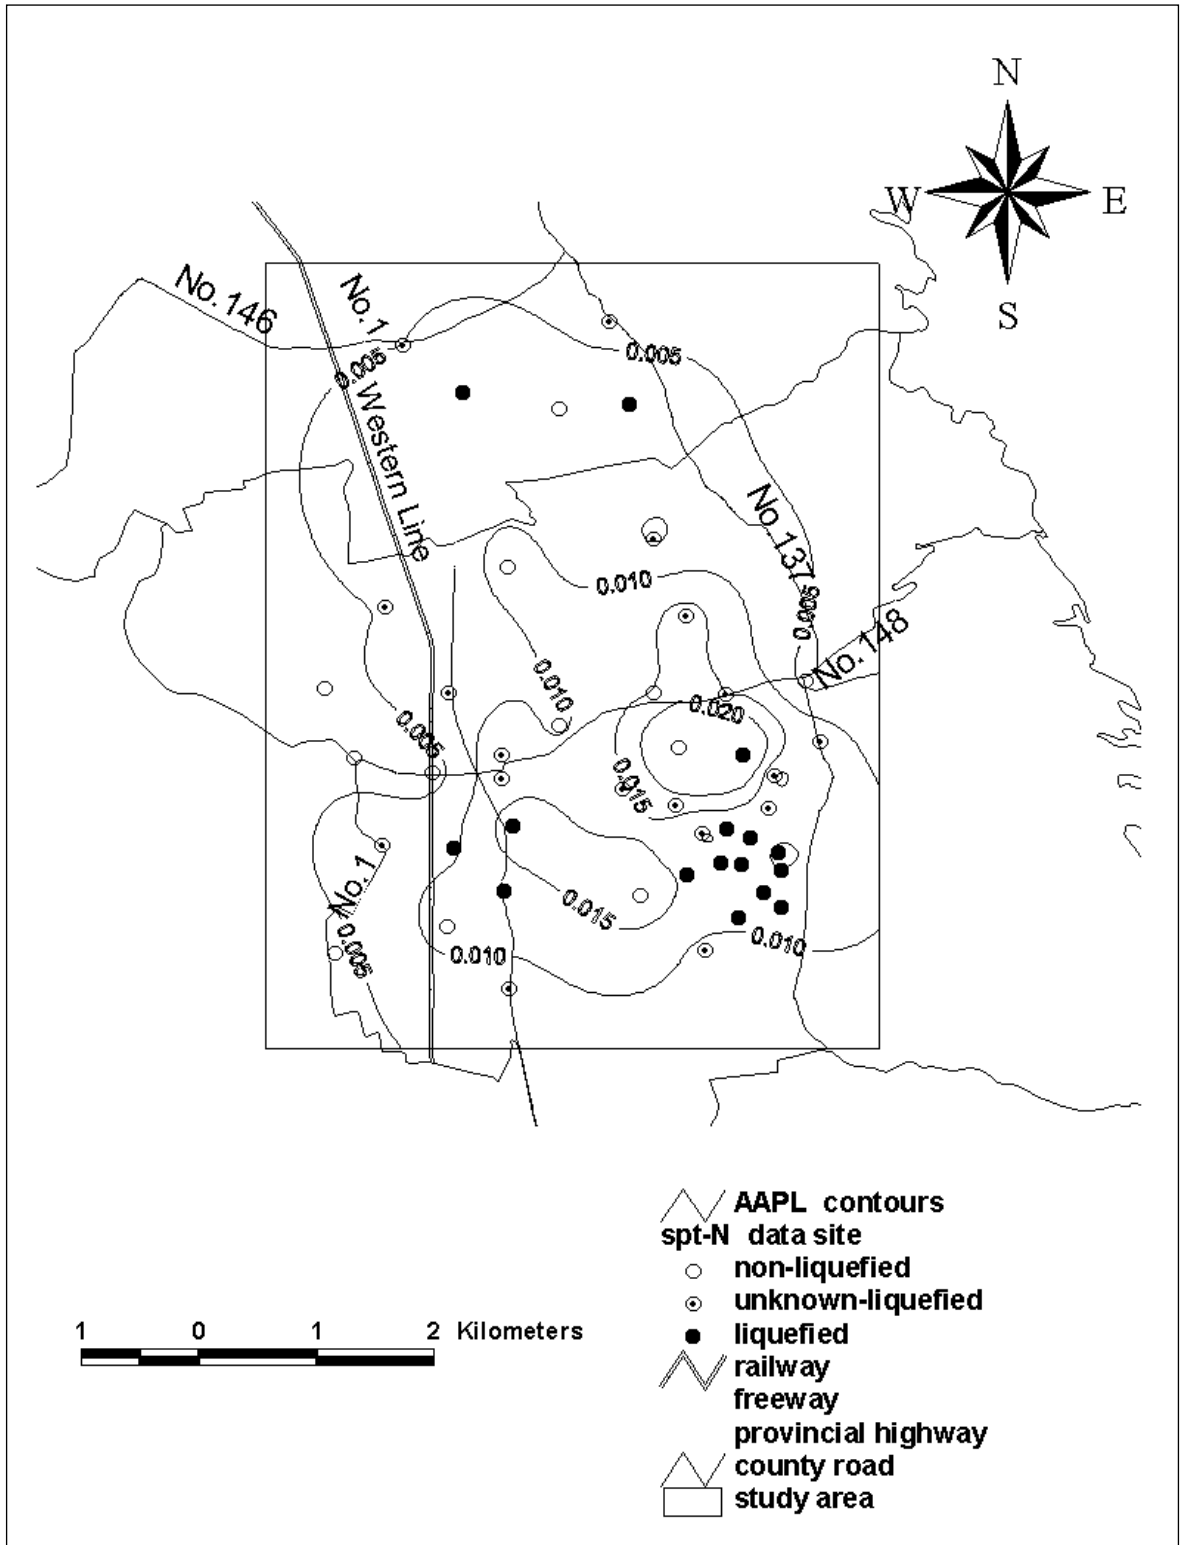 N
W
E
S
No. 146
No. 1
0.005
0.005
Western Line
No. 137
0.010
0.005
No. 148
0.010
0.020
0.005
0.015
No. 1
0.015
0.005
0.010
0.010
AAPL contours
spt-N data site
non-liquefied
unknown-liquefied
liquefied
railway
freeway
provincial highway
county road
study area
1 0 1 2 Kilometers